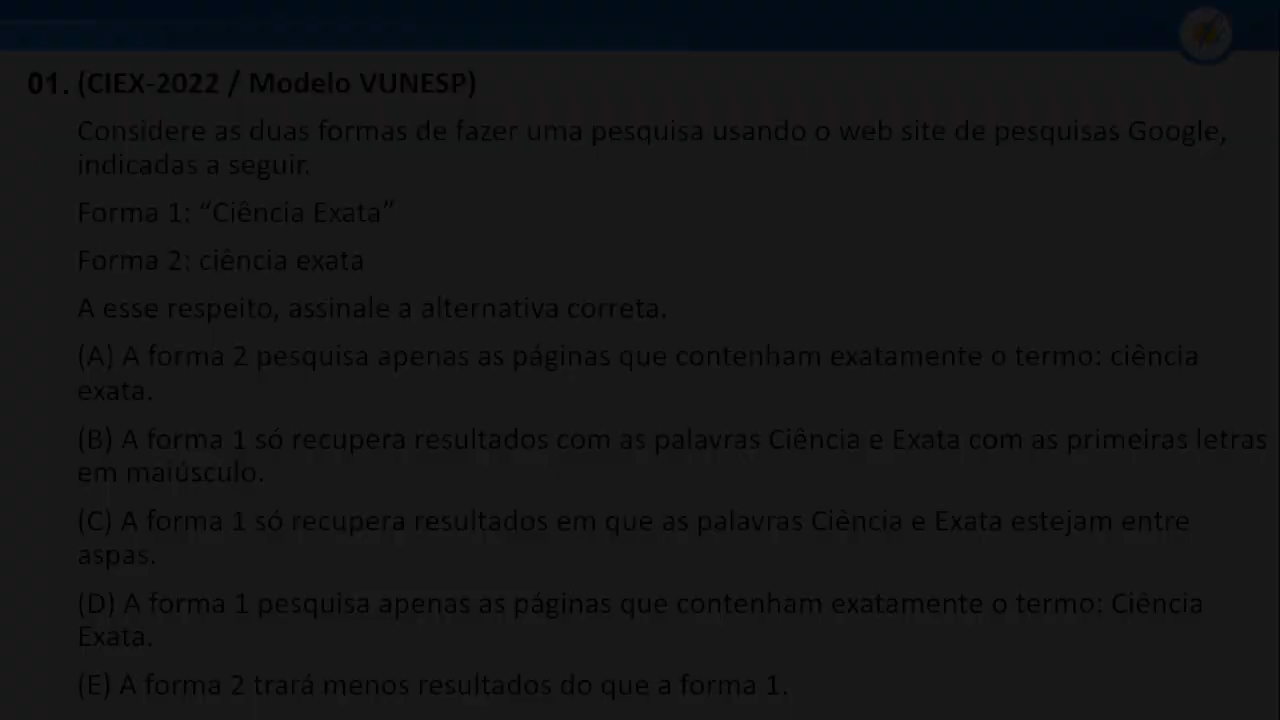 01. (CIEX-2022 / Modelo VUNESP)
Considere as duas formas de fazer uma pesquisa usando o web site de pesquisas Google,
indicadas a seguir.
Forma 1: “Ciência Exata”
Forma 2: ciência exata
A esse respeito, assinale a alternativa correta.
(A) A forma 2 pesquisa apenas as páginas que contenham exatamente o termo: ciência
exata.
(B) A forma 1 só recupera resultados com as palavras Ciência e Exata com as primeiras letras
em maiúsculo.
(C) A forma 1 só recupera resultados em que as palavras Ciência e Exata estejam entre
aspas.
(D) A forma 1 pesquisa apenas as páginas que contenham exatamente o termo: Ciência
Exata.
(E) A forma 2 trará menos resultados do que a forma 1.